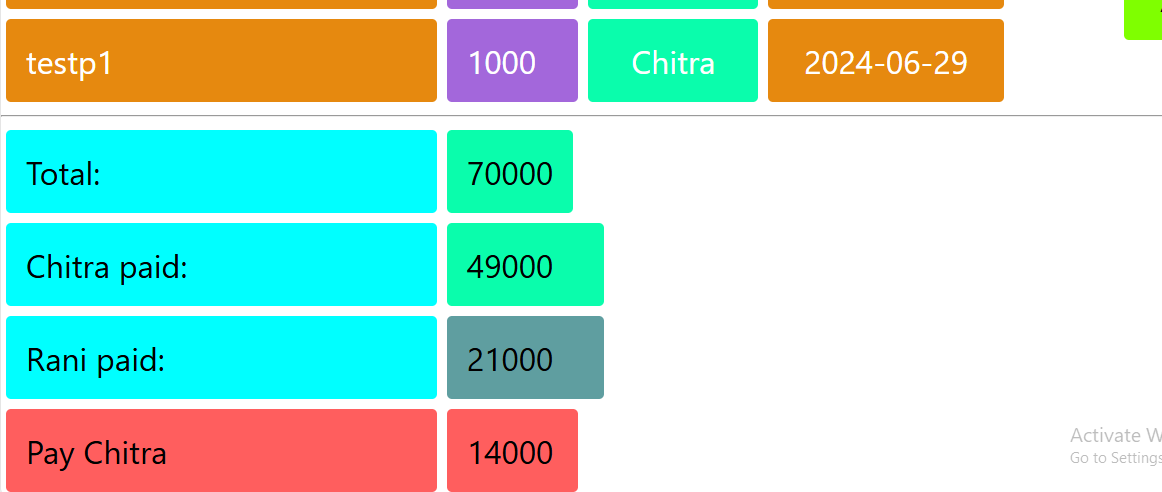 testp1 1000 Chitra 2024-06-29
Total: 70000
Chitra paid: 49000
Rani paid: 21000
Pay Chitra 14000
Activate
Go to Settings